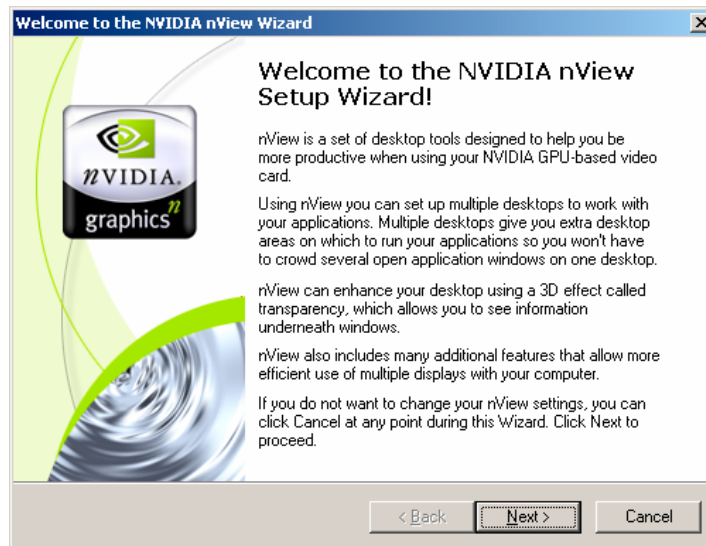 Welcome to the NVIDIA nView Wizard
Welcome to the NVIDIA nView
Setup Wizard!
nVIDIA.
graphics n
nView is a set of desktop tools designed to help you be
more productive when using your NVIDIA GPU-based video
card.
Using nView you can set up multiple desktops to work with
your applications. Multiple desktops give you extra desktop
areas on which to run your applications so you won't have
to crowd several open application windows on one desktop.
nView can enhance your desktop using a 3D effect called
transparency, which allows you to see information
underneath windows.
nView also includes many additional features that allow more
efficient use of multiple displays with your computer.
If you do not want to change your nView settings, you can
click Cancel at any point during this Wizard. Click Next to
proceed.
< Back Next > Cancel